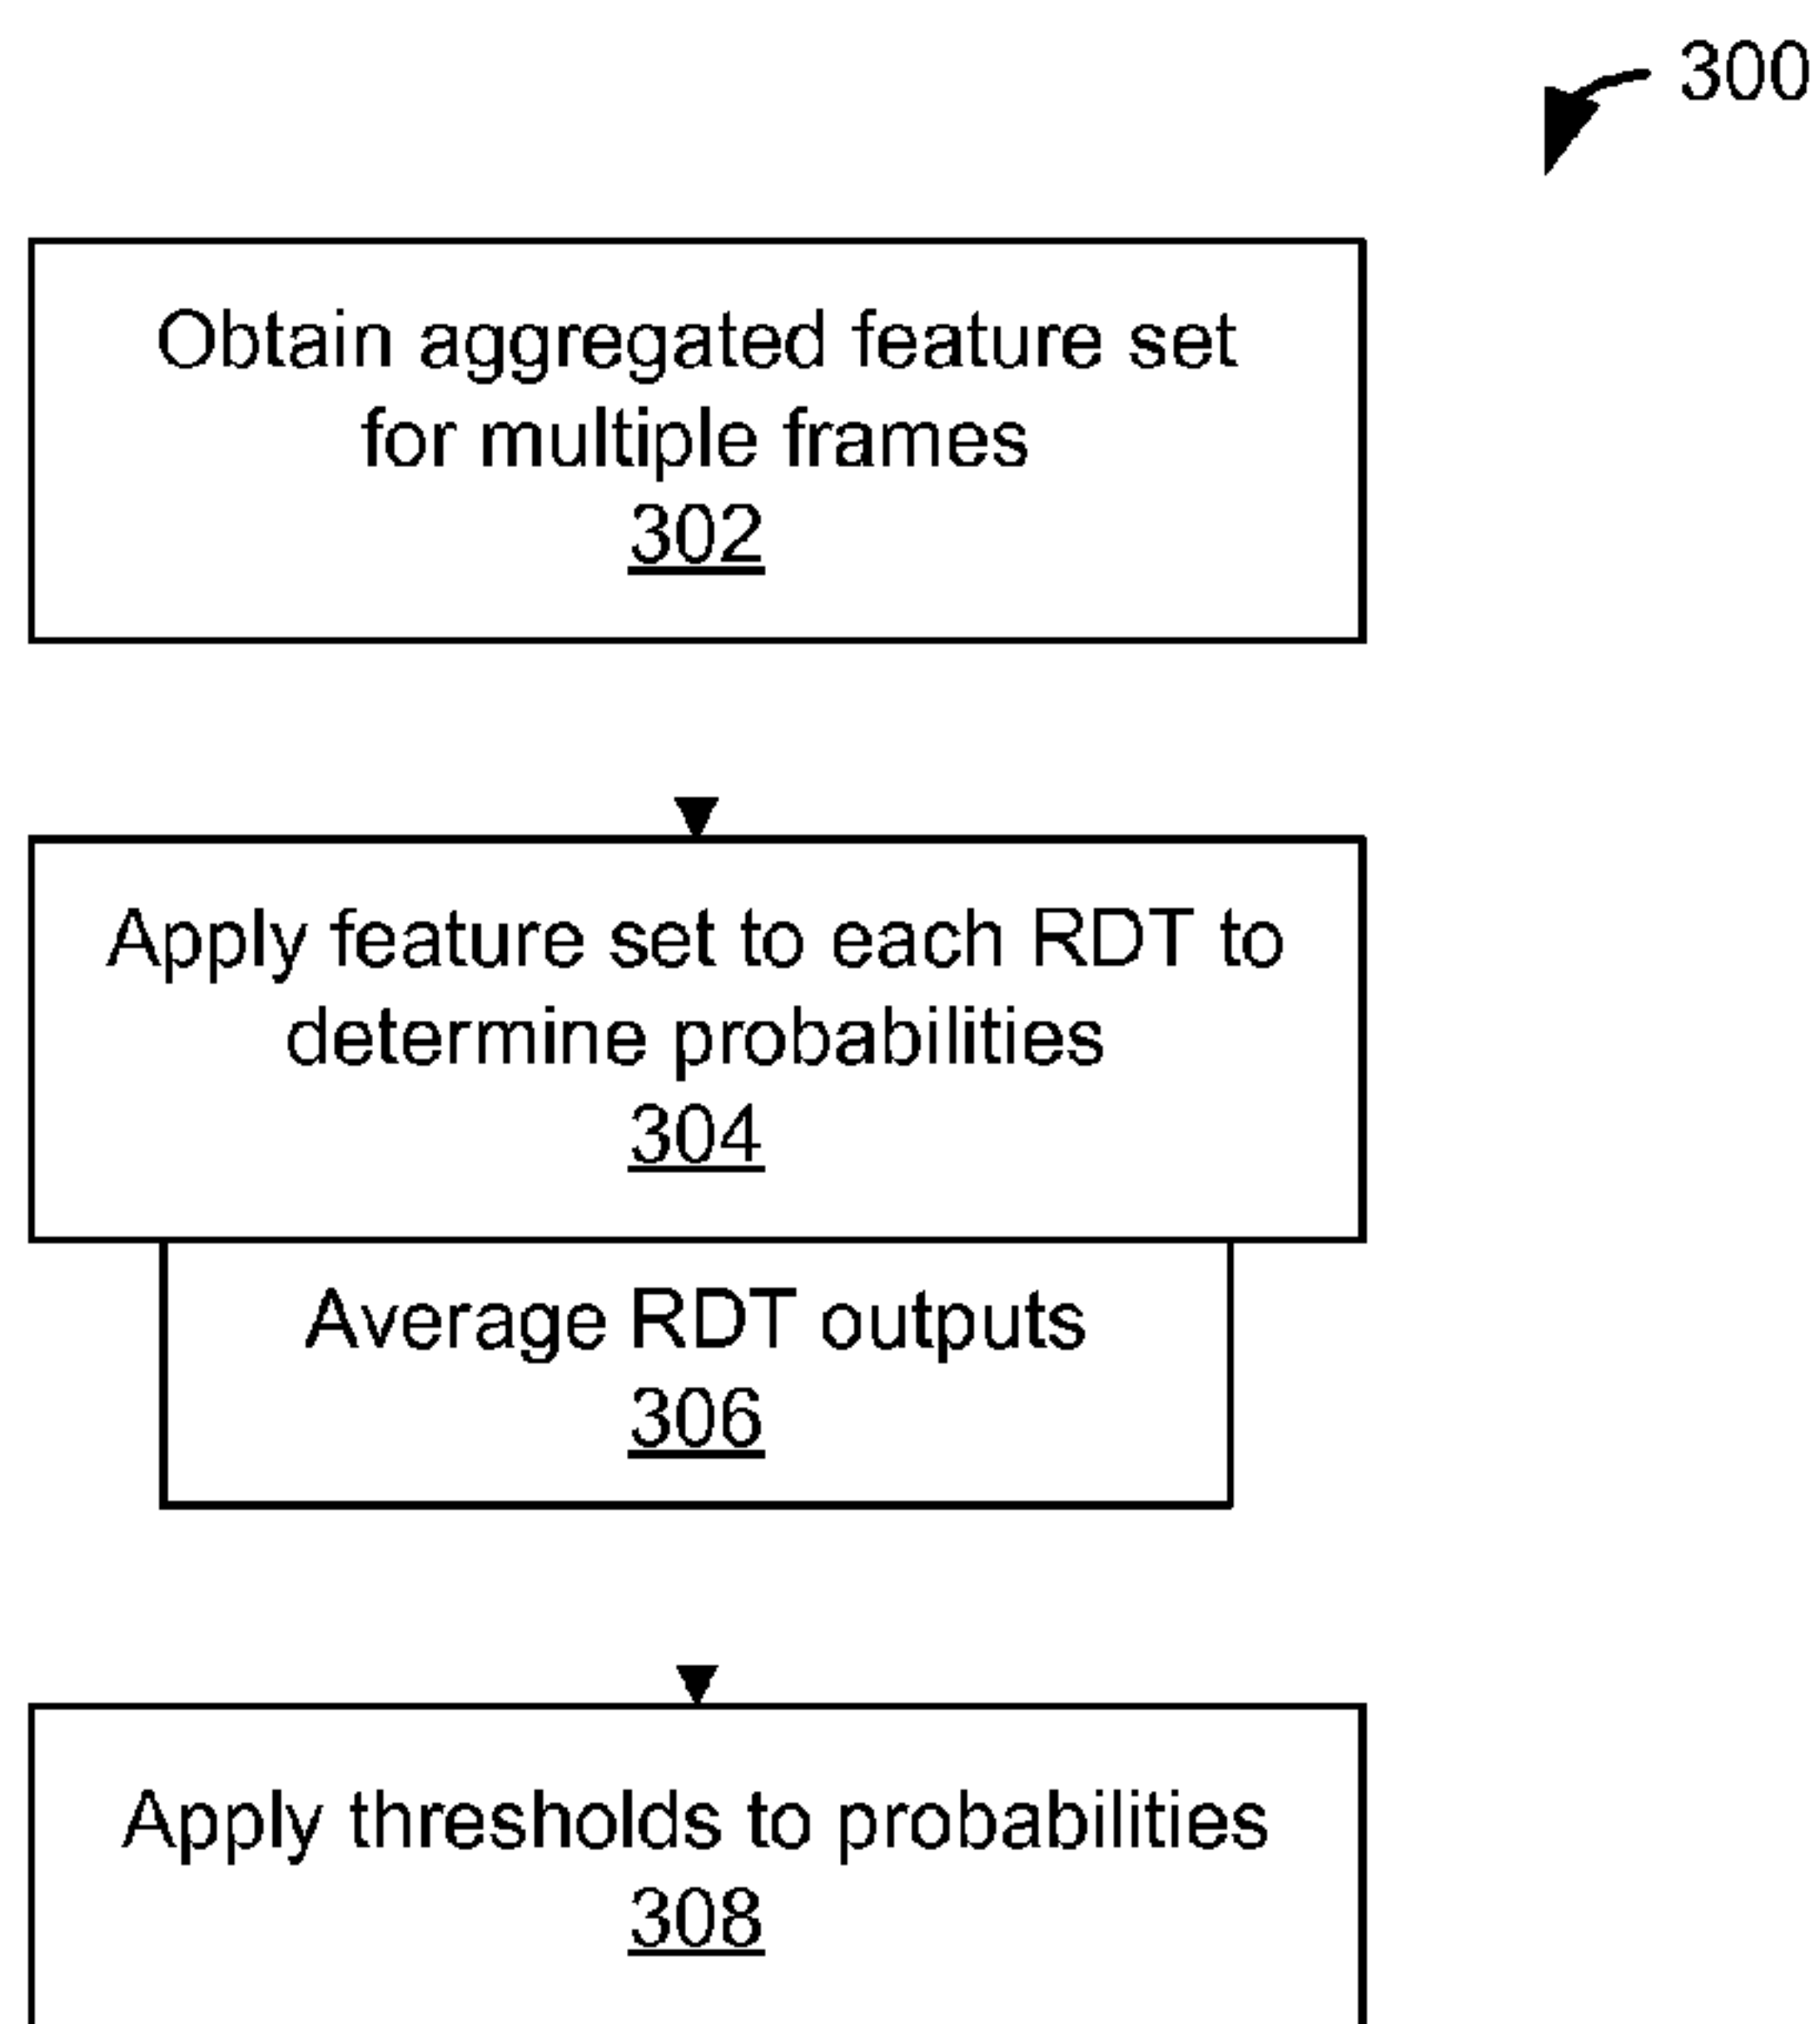 300
Obtain aggregated feature set
for multiple frames
302
Apply feature set to each RDT to
determine probabilities
304
Average RDT outputs
306
Apply thresholds to probabilities
308